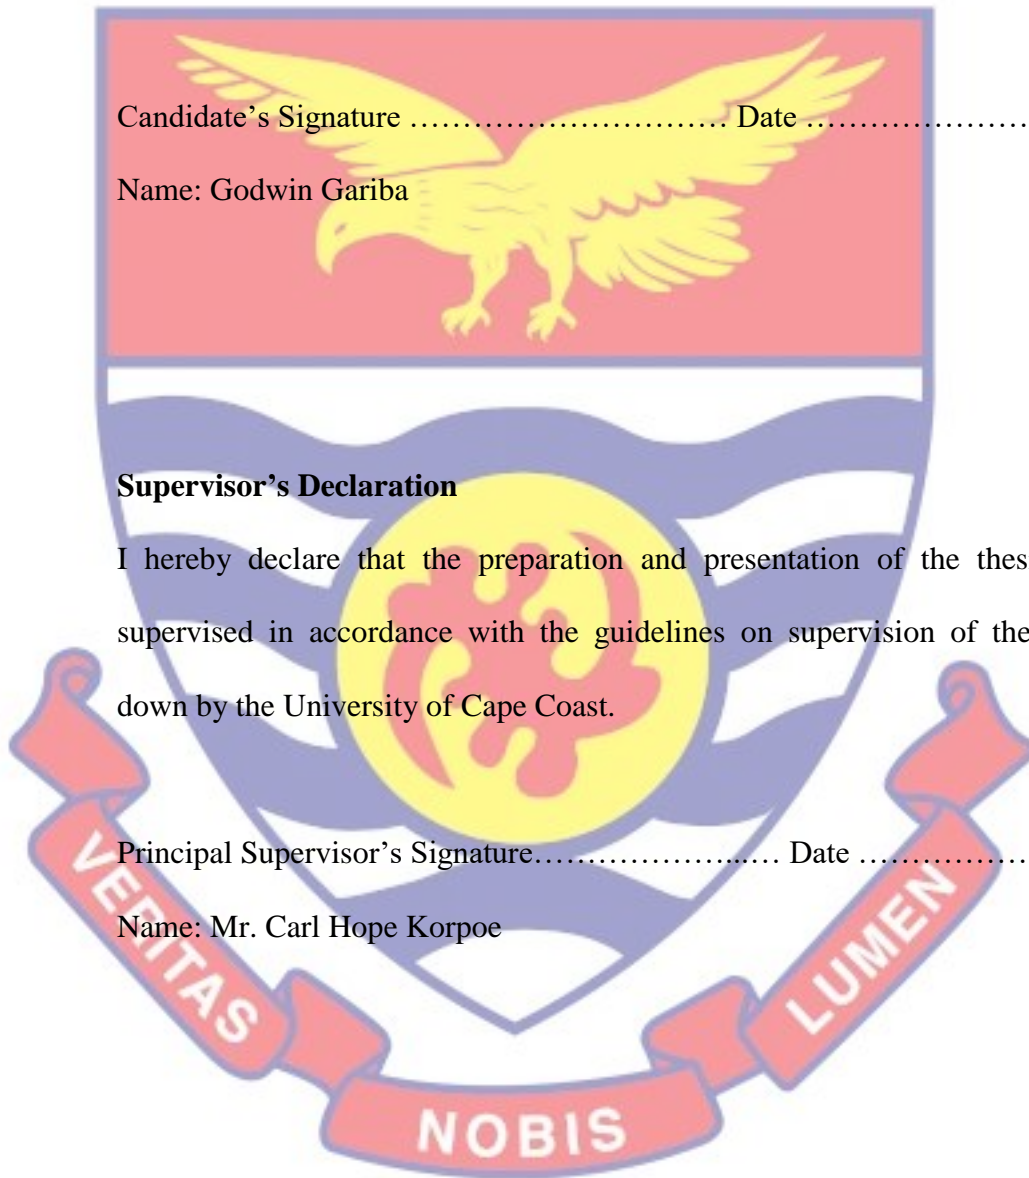 Candidate’s Signature ………………………… Date …………………
Name: Godwin Gariba
Supervisor’s Declaration
I hereby declare that the preparation and presentation of the thes
supervised in accordance with the guidelines on supervision of the
down by the University of Cape Coast.
Principal Supervisor’s Signature………………...… Date ……………
Name: Mr. Carl Hope Korpoe
VERITAS
NOBIS
LUMEN